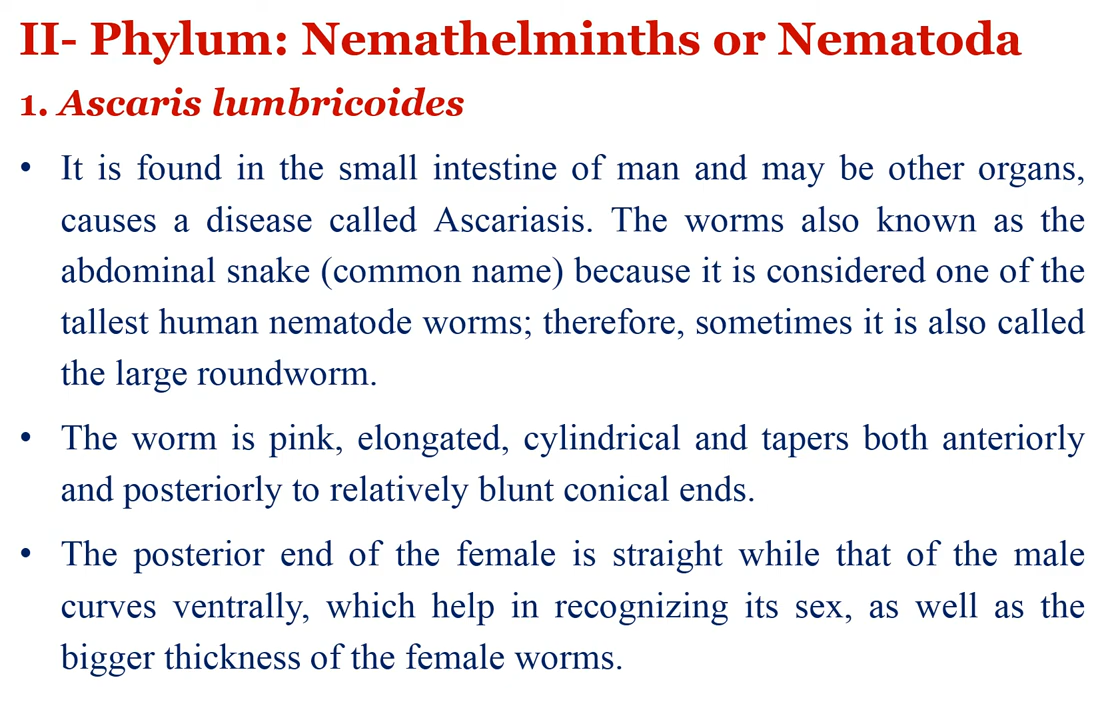 II- Phylum: Nemathelminths or Nematoda
1. Ascaris lumbricoides
• It is found in the small intestine of man and may be other organs,
causes a disease called Ascariasis. The worms also known as the
abdominal snake (common name) because it is considered one of the
tallest human nematode worms; therefore, sometimes it is also called
the large roundworm.
• The worm is pink, elongated, cylindrical and tapers both anteriorly
and posteriorly to relatively blunt conical ends.
• The posterior end of the female is straight while that of the male
curves ventrally, which help in recognizing its sex, as well as the
bigger thickness of the female worms.